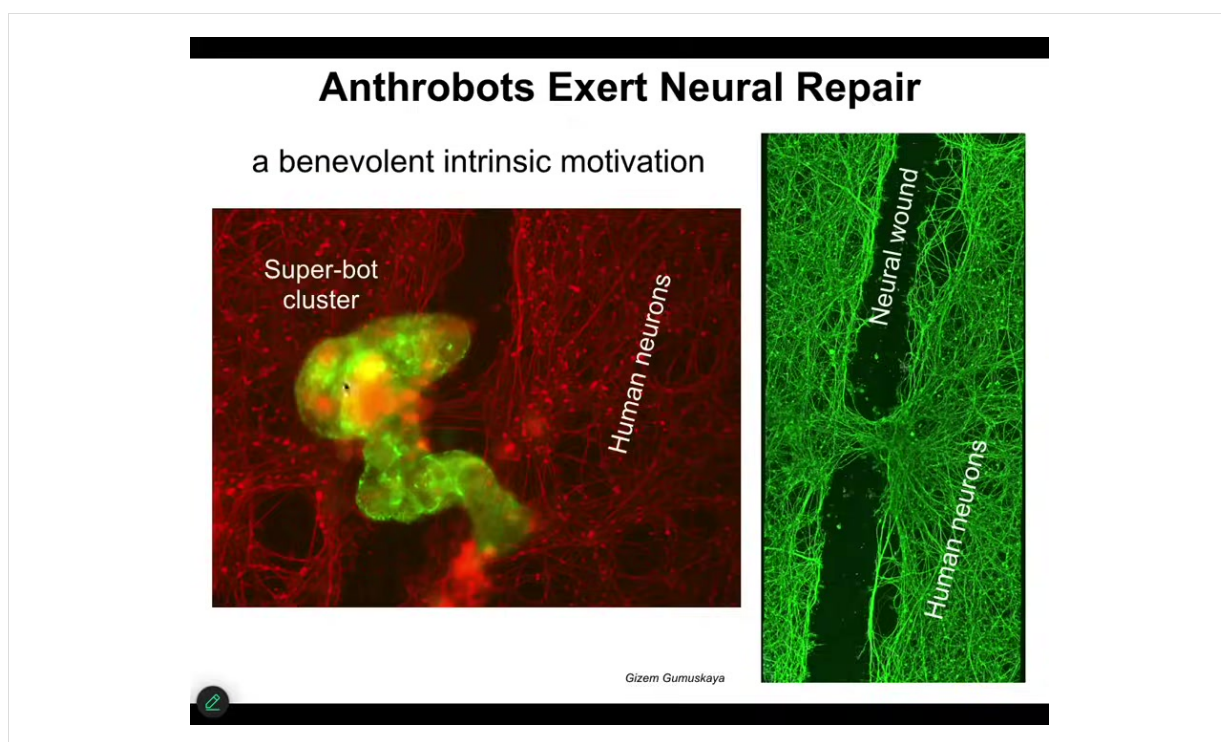 Anthrobots Exert Neural Repair
a benevolent intrinsic motivation
Super-bot
cluster
Human neurons
Neural wound
Human neurons
Gizem Gumuskaya